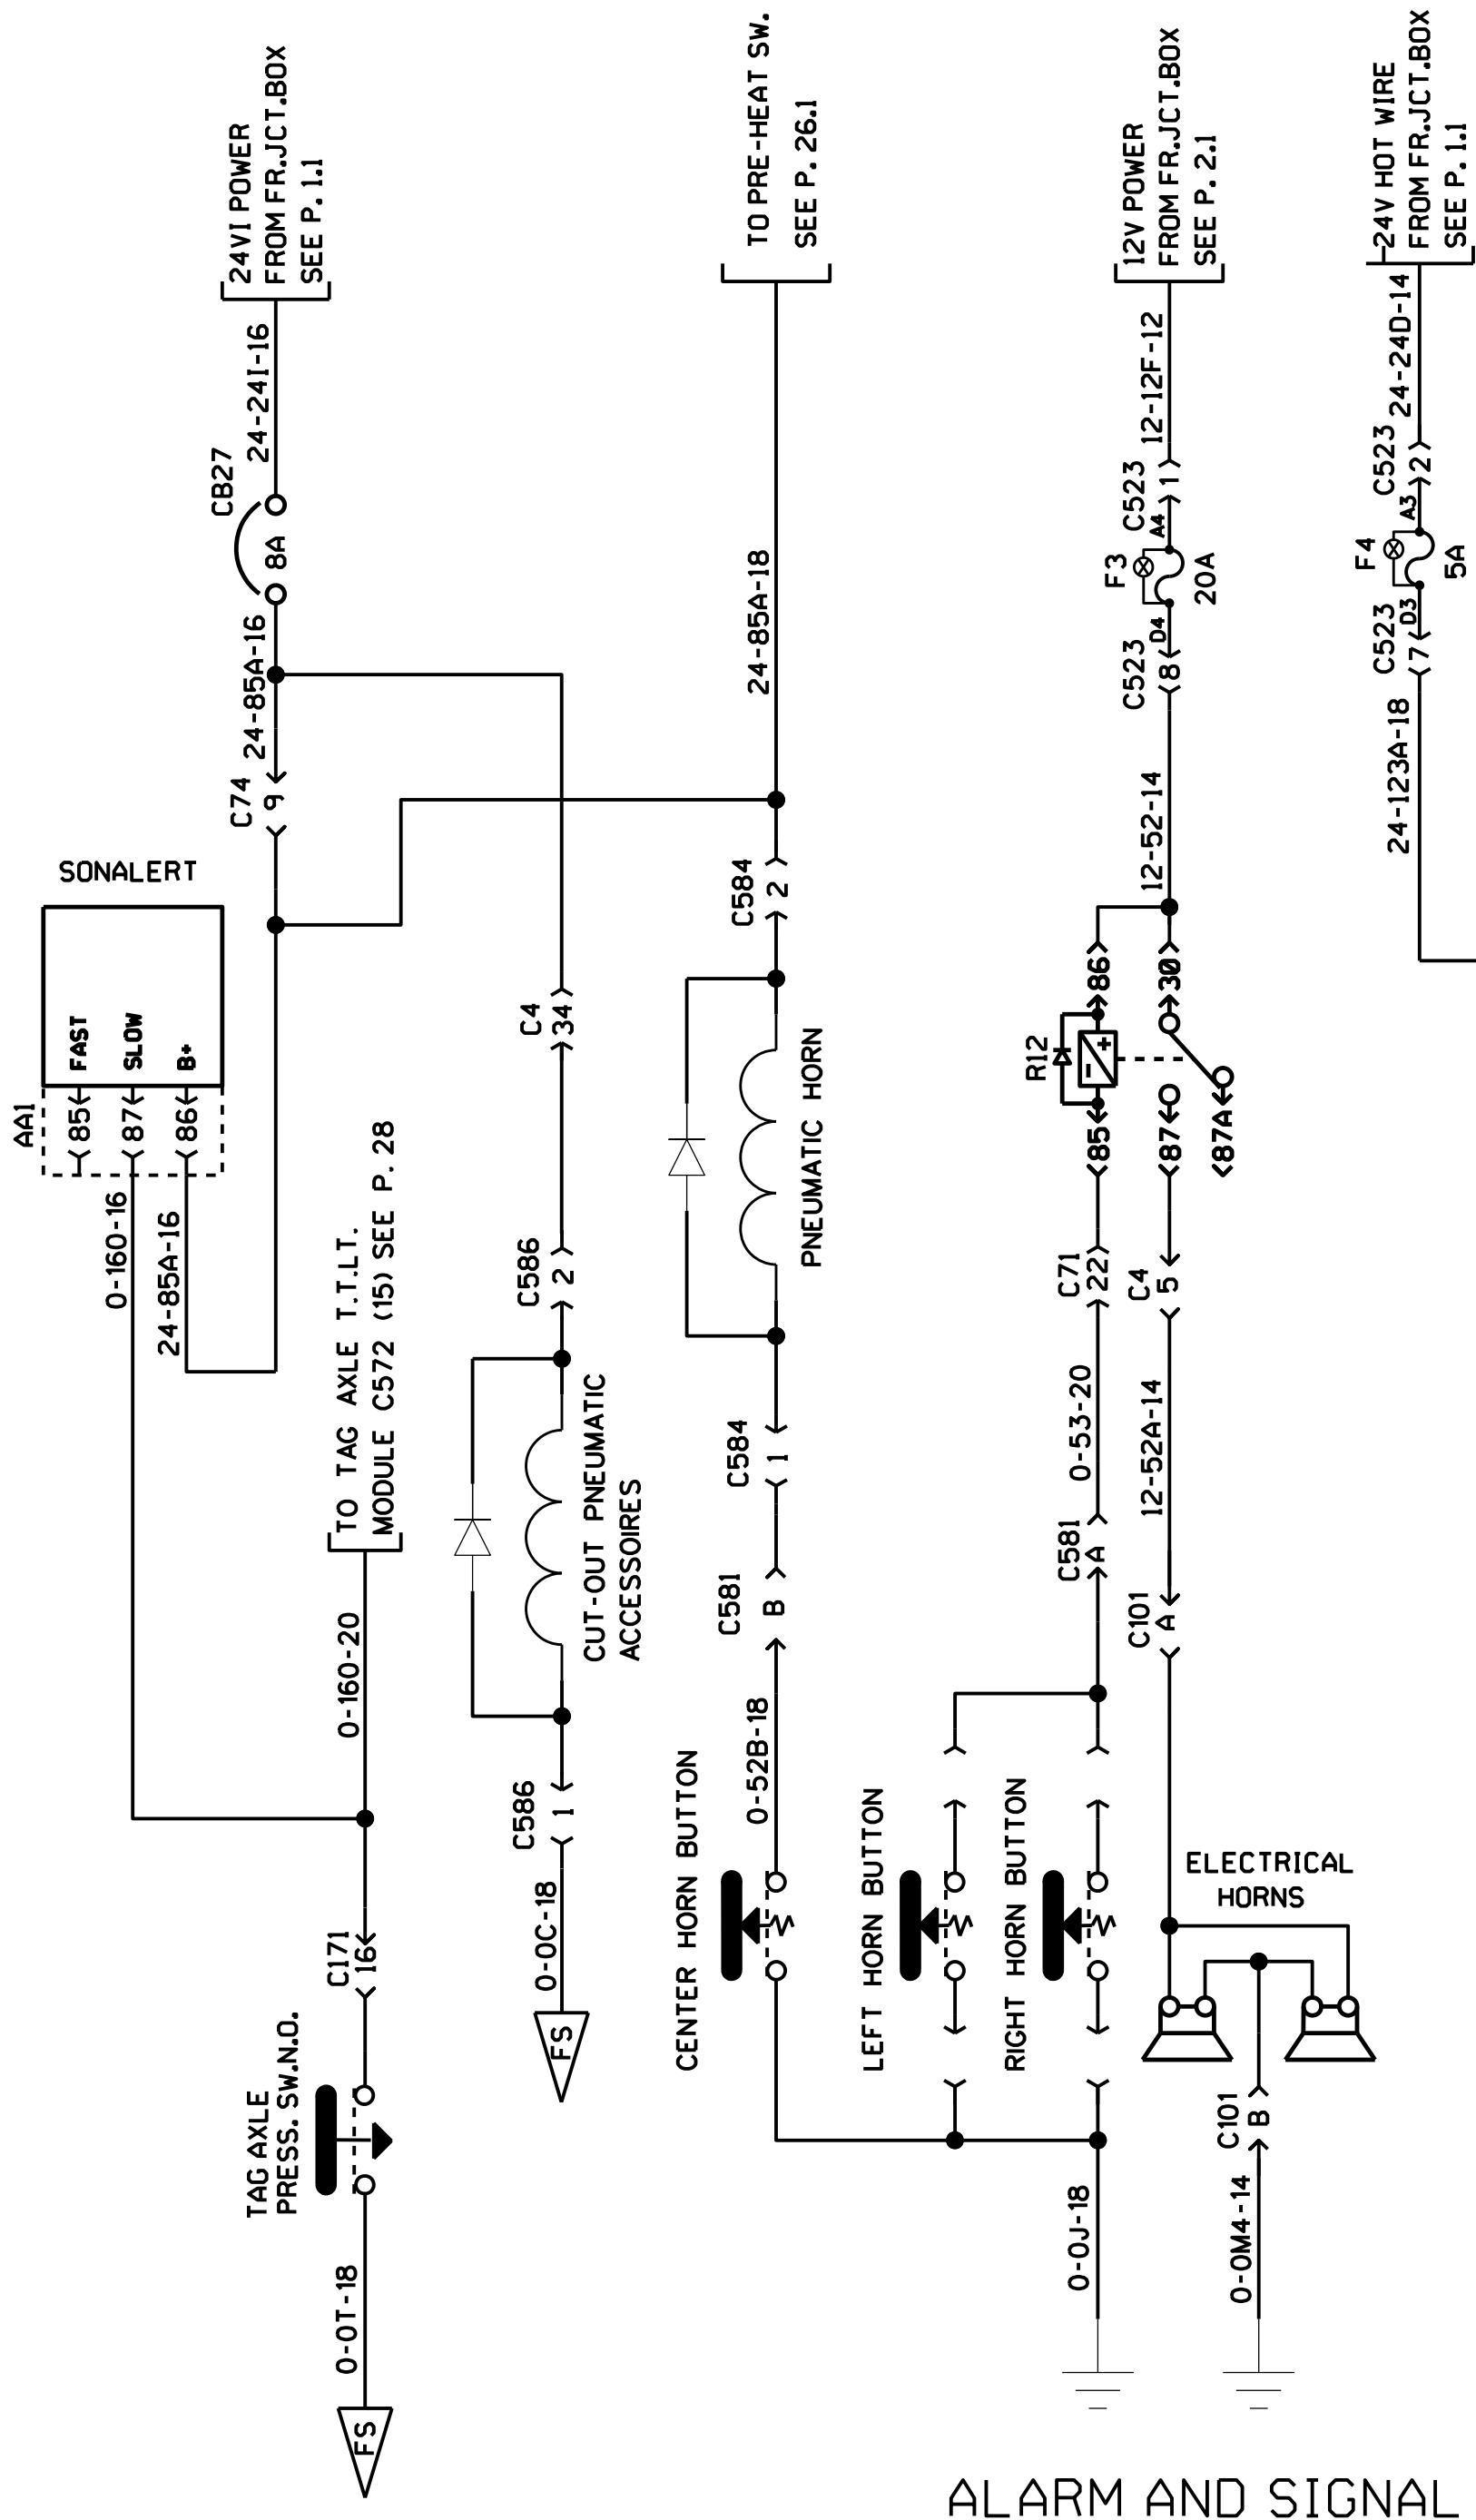 24VI POWER
FROM FR.JCT.BOX
SEE P. 1.1
24-24I-16
CB27
8A
24-85A-16
24-85A-16
C74
9
SONALERT
FAST
SLOW
B+
AA1
85
87
86
0-160-16
24-85A-16
TO TAG AXLE T.T.LT.
MODULE C572 (15) SEE P. 28
0-160-20
C171
16
TAG AXLE
PRESS. SW.N.O.
0-0T-18
FS
C4
34
C586
2
CUT-OUT PNEUMATIC
ACCESSOIRES
C586
1
0-0C-18
FS
TO PRE-HEAT SW.
SEE P. 26.1
24-85A-18
C584
2
PNEUMATIC HORN
C584
1
C581
B
0-52B-18
CENTER HORN BUTTON
LEFT HORN BUTTON
RIGHT HORN BUTTON
12V POWER
FROM FR.JCT.BOX
SEE P. 2.1
12-12F-12
C523
1
A4
F3
20A
D4
C523
8
12-52-14
86
30
R12
85
87
87A
C71
22
C4
5
0-53-20
12-52A-14
C581
A
C101
A
ELECTRICAL
HORNS
C101
B
0-0J-18
0-0M4-14
24V HOT WIRE
FROM FR.JCT.BOX
SEE P. 1.1
24-24D-14
C523
2
A3
F4
5A
D3
C523
7
24-123A-18
ALARM AND SIGNAL